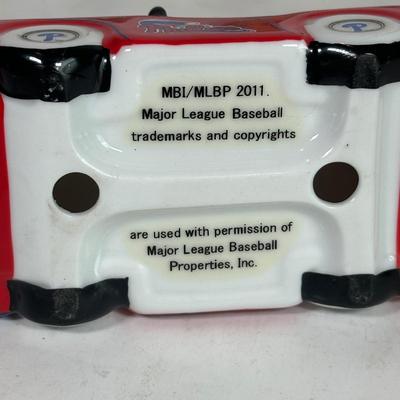 MBI/MLBP 2011.
Major League Baseball
trademarks and copyrights
are used with permission of
Major League Baseball
Properties, Inc.